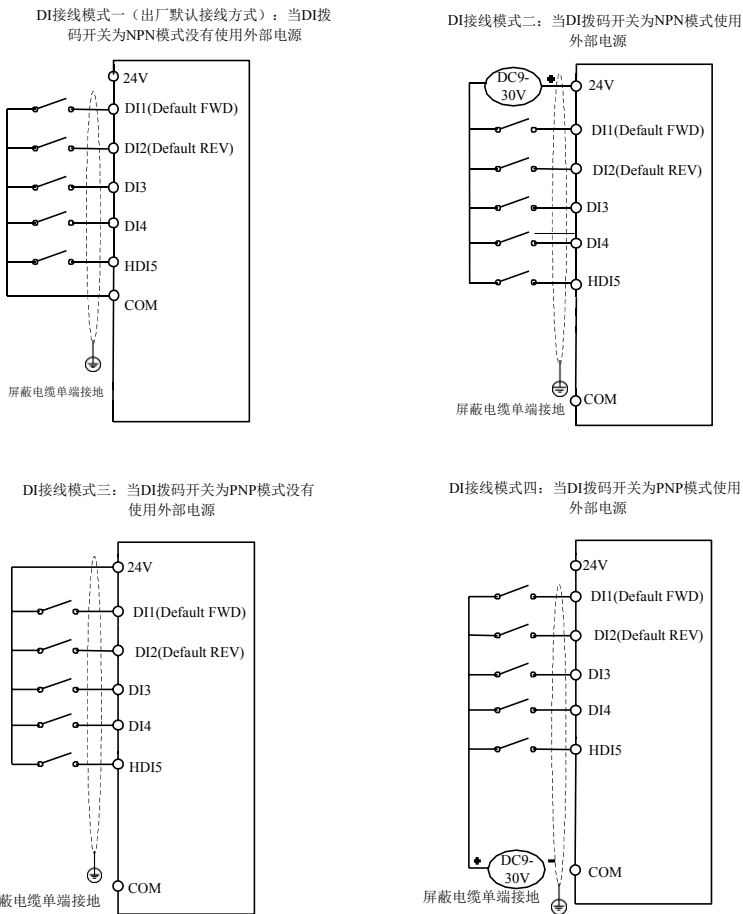 DI接线模式一（出厂默认接线方式）：当DI拨
码开关为NPN模式没有使用外部电源
24V
DI1(Default FWD)
DI2(Default REV)
DI3
DI4
HDI5
COM
屏蔽电缆单端接地
DI接线模式二：当DI拨码开关为NPN模式使用
外部电源
DC9-
30V
24V
DI1(Default FWD)
DI2(Default REV)
DI3
DI4
HDI5
COM
屏蔽电缆单端接地
DI接线模式三：当DI拨码开关为PNP模式没有
使用外部电源
24V
DI1(Default FWD)
DI2(Default REV)
DI3
DI4
HDI5
COM
蔽电缆单端接地
DI接线模式四：当DI拨码开关为PNP模式使用
外部电源
24V
DI1(Default FWD)
DI2(Default REV)
DI3
DI4
HDI5
DC9-
30V
COM
屏蔽电缆单端接地